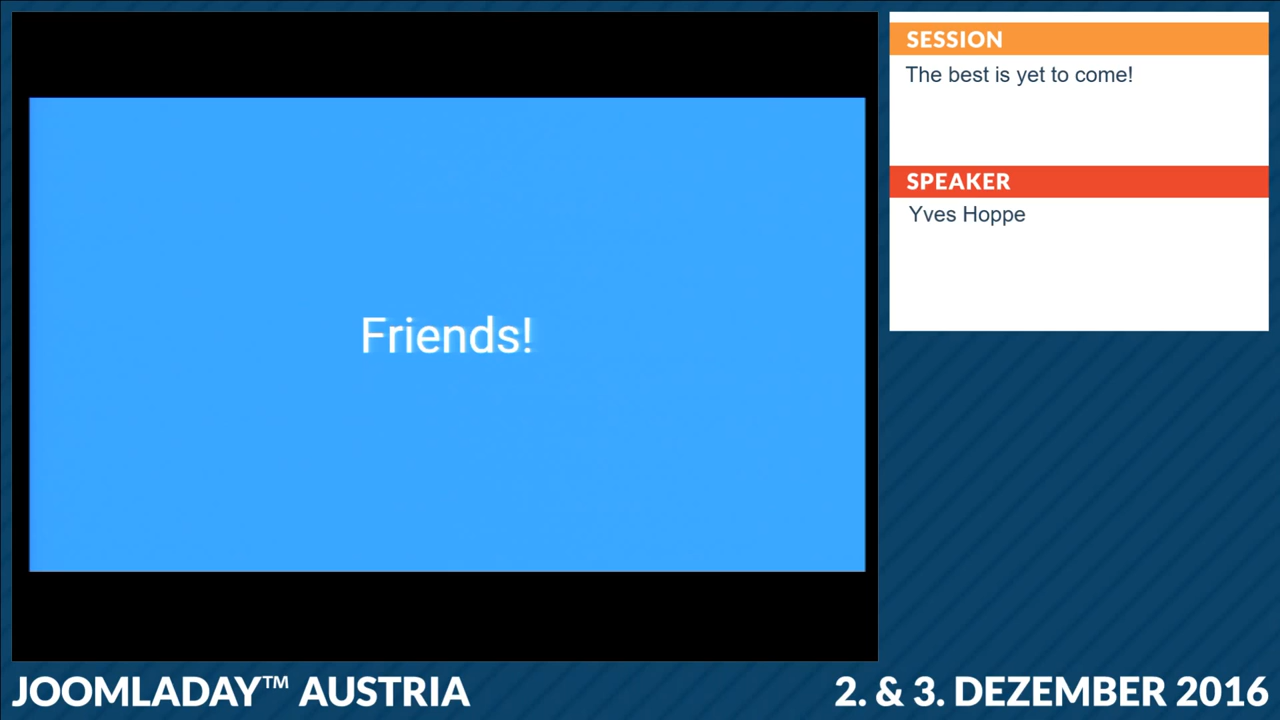 Friends!
SESSION
The best is yet to come!
SPEAKER
Yves Hoppe
JOOMLADAY™ AUSTRIA
2. & 3. DEZEMBER 2016